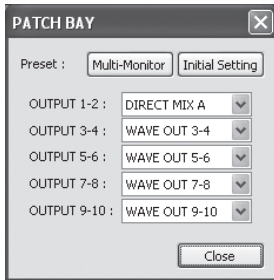 PATCH BAY
Preset : Multi-Monitor Initial Setting
OUTPUT 1-2 : DIRECT MIX A
OUTPUT 3-4 : WAVE OUT 3-4
OUTPUT 5-6 : WAVE OUT 5-6
OUTPUT 7-8 : WAVE OUT 7-8
OUTPUT 9-10 : WAVE OUT 9-10
Close